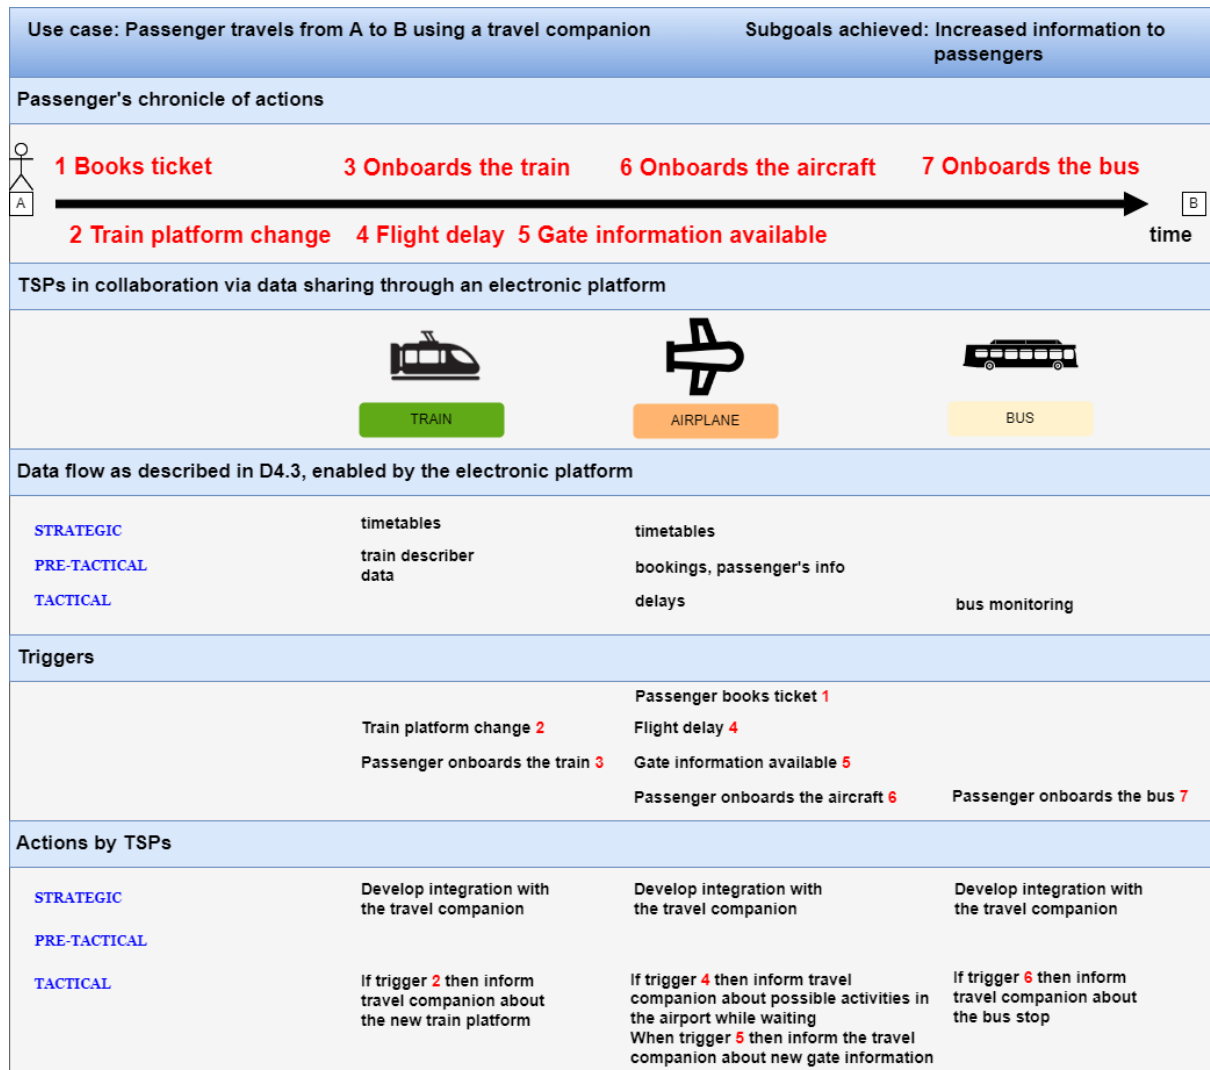 Use case: Passenger travels from A to B using a travel companion
Subgoals achieved: Increased information to
passengers
Passenger's chronicle of actions
1 Books ticket
3 Onboards the train
6 Onboards the aircraft
7 Onboards the bus
A
B
2 Train platform change
4 Flight delay
5 Gate information available
time
TSPs in collaboration via data sharing through an electronic platform
TRAIN
AIRPLANE
BUS
Data flow as described in D4.3, enabled by the electronic platform
STRATEGIC
timetables
timetables
PRE-TACTICAL
train describer
data
bookings, passenger's info
TACTICAL
delays
bus monitoring
Triggers
Passenger books ticket 1
Train platform change 2
Flight delay 4
Passenger onboards the train 3
Gate information available 5
Passenger onboards the aircraft 6
Passenger onboards the bus 7
Actions by TSPs
STRATEGIC
Develop integration with
the travel companion
Develop integration with
the travel companion
Develop integration with
the travel companion
PRE-TACTICAL
TACTICAL
If trigger 2 then inform
travel companion about
the new train platform
If trigger 4 then inform travel
companion about possible activities in
the airport while waiting
When trigger 5 then inform the travel
companion about new gate information
If trigger 6 then inform
travel companion about
the bus stop